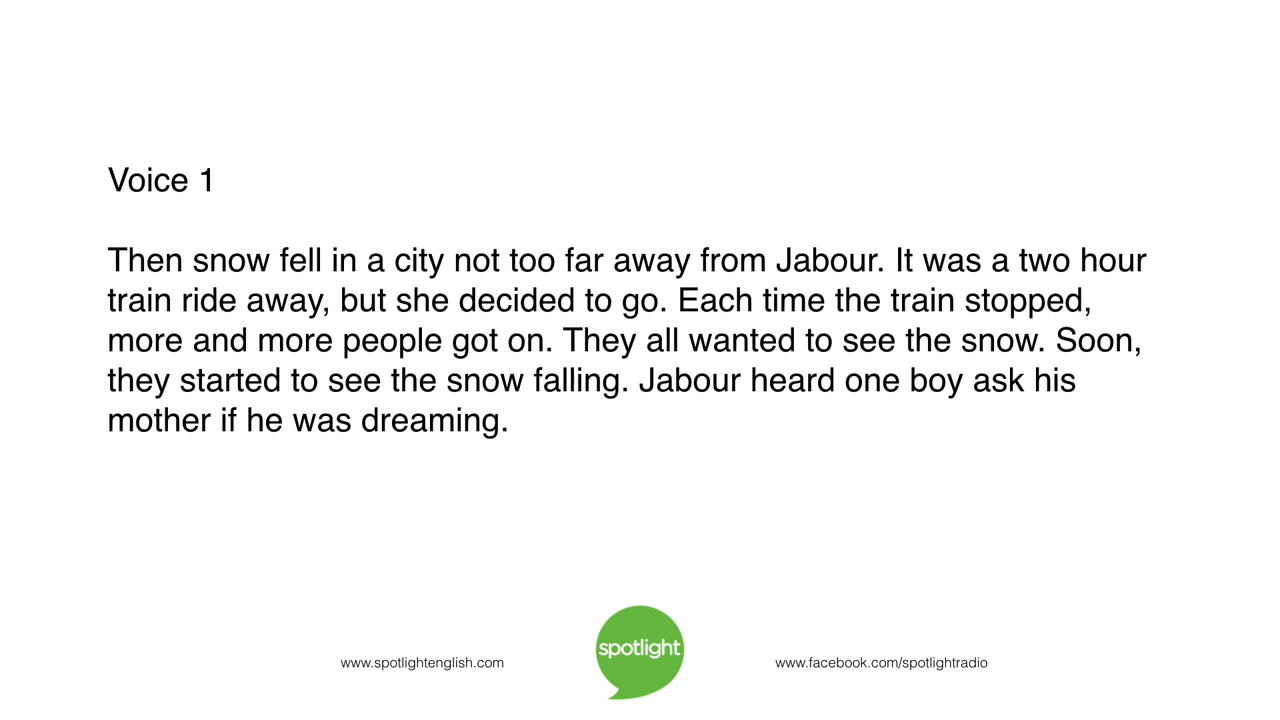 Voice 1
Then snow fell in a city not too far away from Jabour. It was a two hour
train ride away, but she decided to go. Each time the train stopped,
more and more people got on. They all wanted to see the snow. Soon,
they started to see the snow falling. Jabour heard one boy ask his
mother if he was dreaming.
www.spotlightenglish.com
spotlight
www.facebook.com/spotlightradio